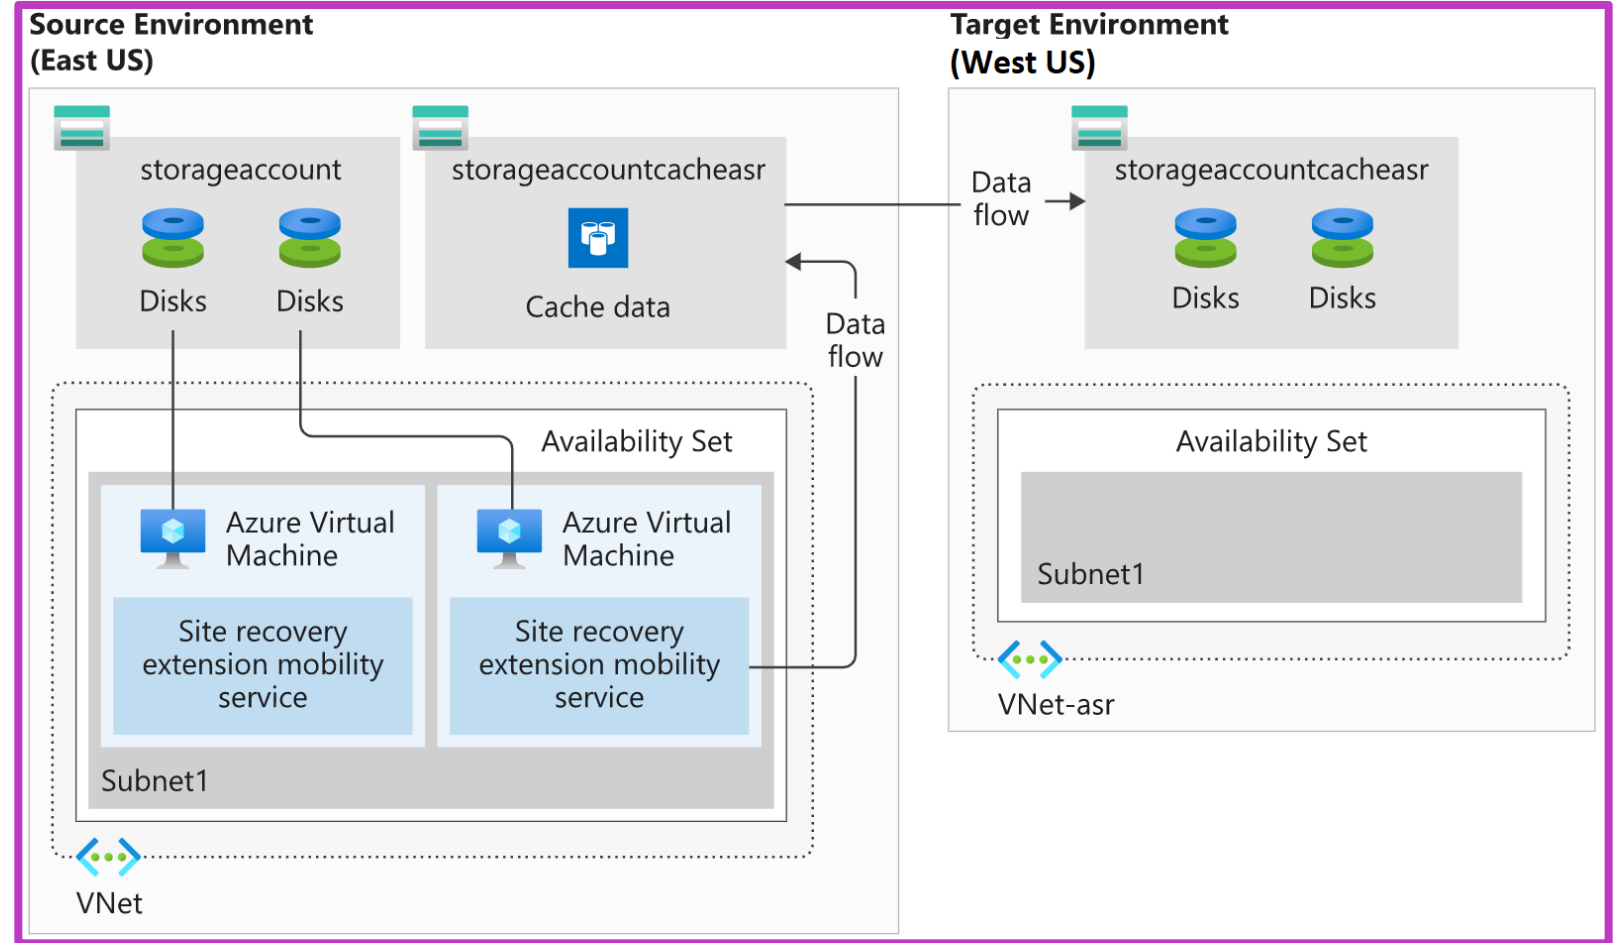 Source Environment
(East US)
Target Environment
(West US)
storageaccount
Disks
Disks
storageaccountcacheasr
Cache data
Data
flow
Data
flow
storageaccountcacheasr
Disks
Disks
Availability Set
Azure Virtual
Machine
Site recovery
extension mobility
service
Azure Virtual
Machine
Site recovery
extension mobility
service
Subnet1
VNet
Availability Set
Subnet1
VNet-asr